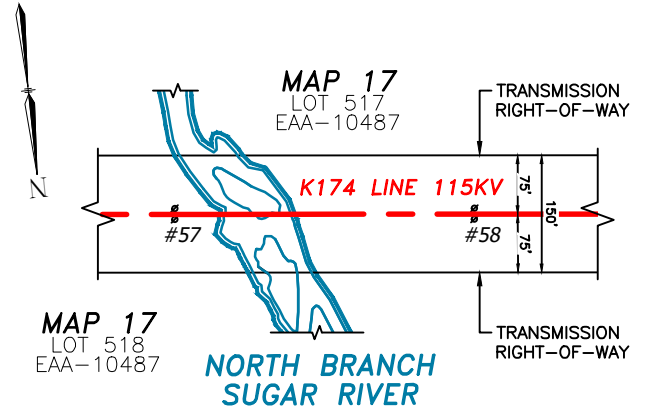 MAP 17
LOT 517
EAA-10487
TRANSMISSION
RIGHT-OF-WAY
N
K174 LINE 115KV
75'
150'
75'
#57
#58
MAP 17
LOT 518
EAA-10487
TRANSMISSION
RIGHT-OF-WAY
NORTH BRANCH
SUGAR RIVER